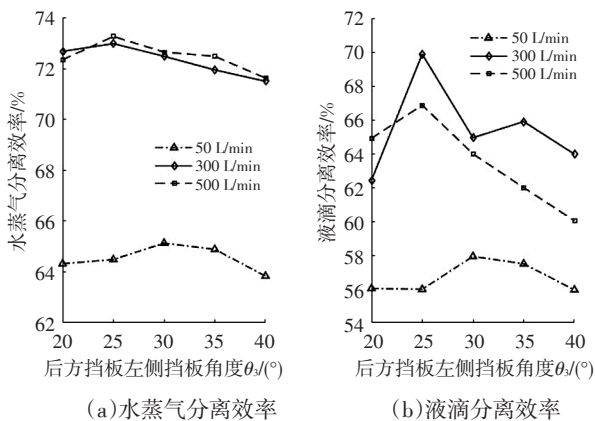 74
72
70
68
66
64
62
水蒸气分离效率/%
50 L/min
300 L/min
500 L/min
20 25 30 35 40
后方挡板左侧挡板角度θ₃/(°)
(a)水蒸气分离效率
72
70
68
66
64
62
60
58
56
54
液滴分离效率/%
50 L/min
300 L/min
500 L/min
20 25 30 35 40
后方挡板左侧挡板角度θ₃/(°)
(b)液滴分离效率